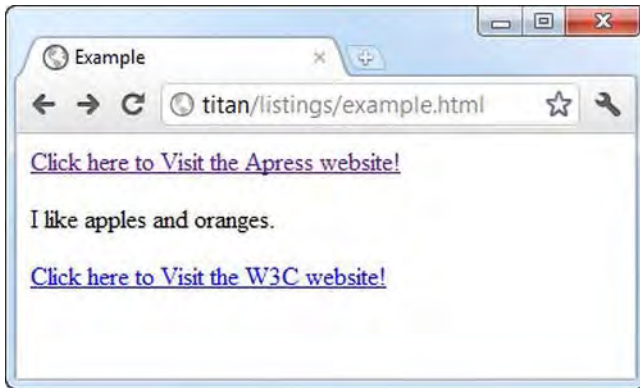 Example
titan/listings/example.html
Click here to Visit the Apress website!
I like apples and oranges.
Click here to Visit the W3C website!